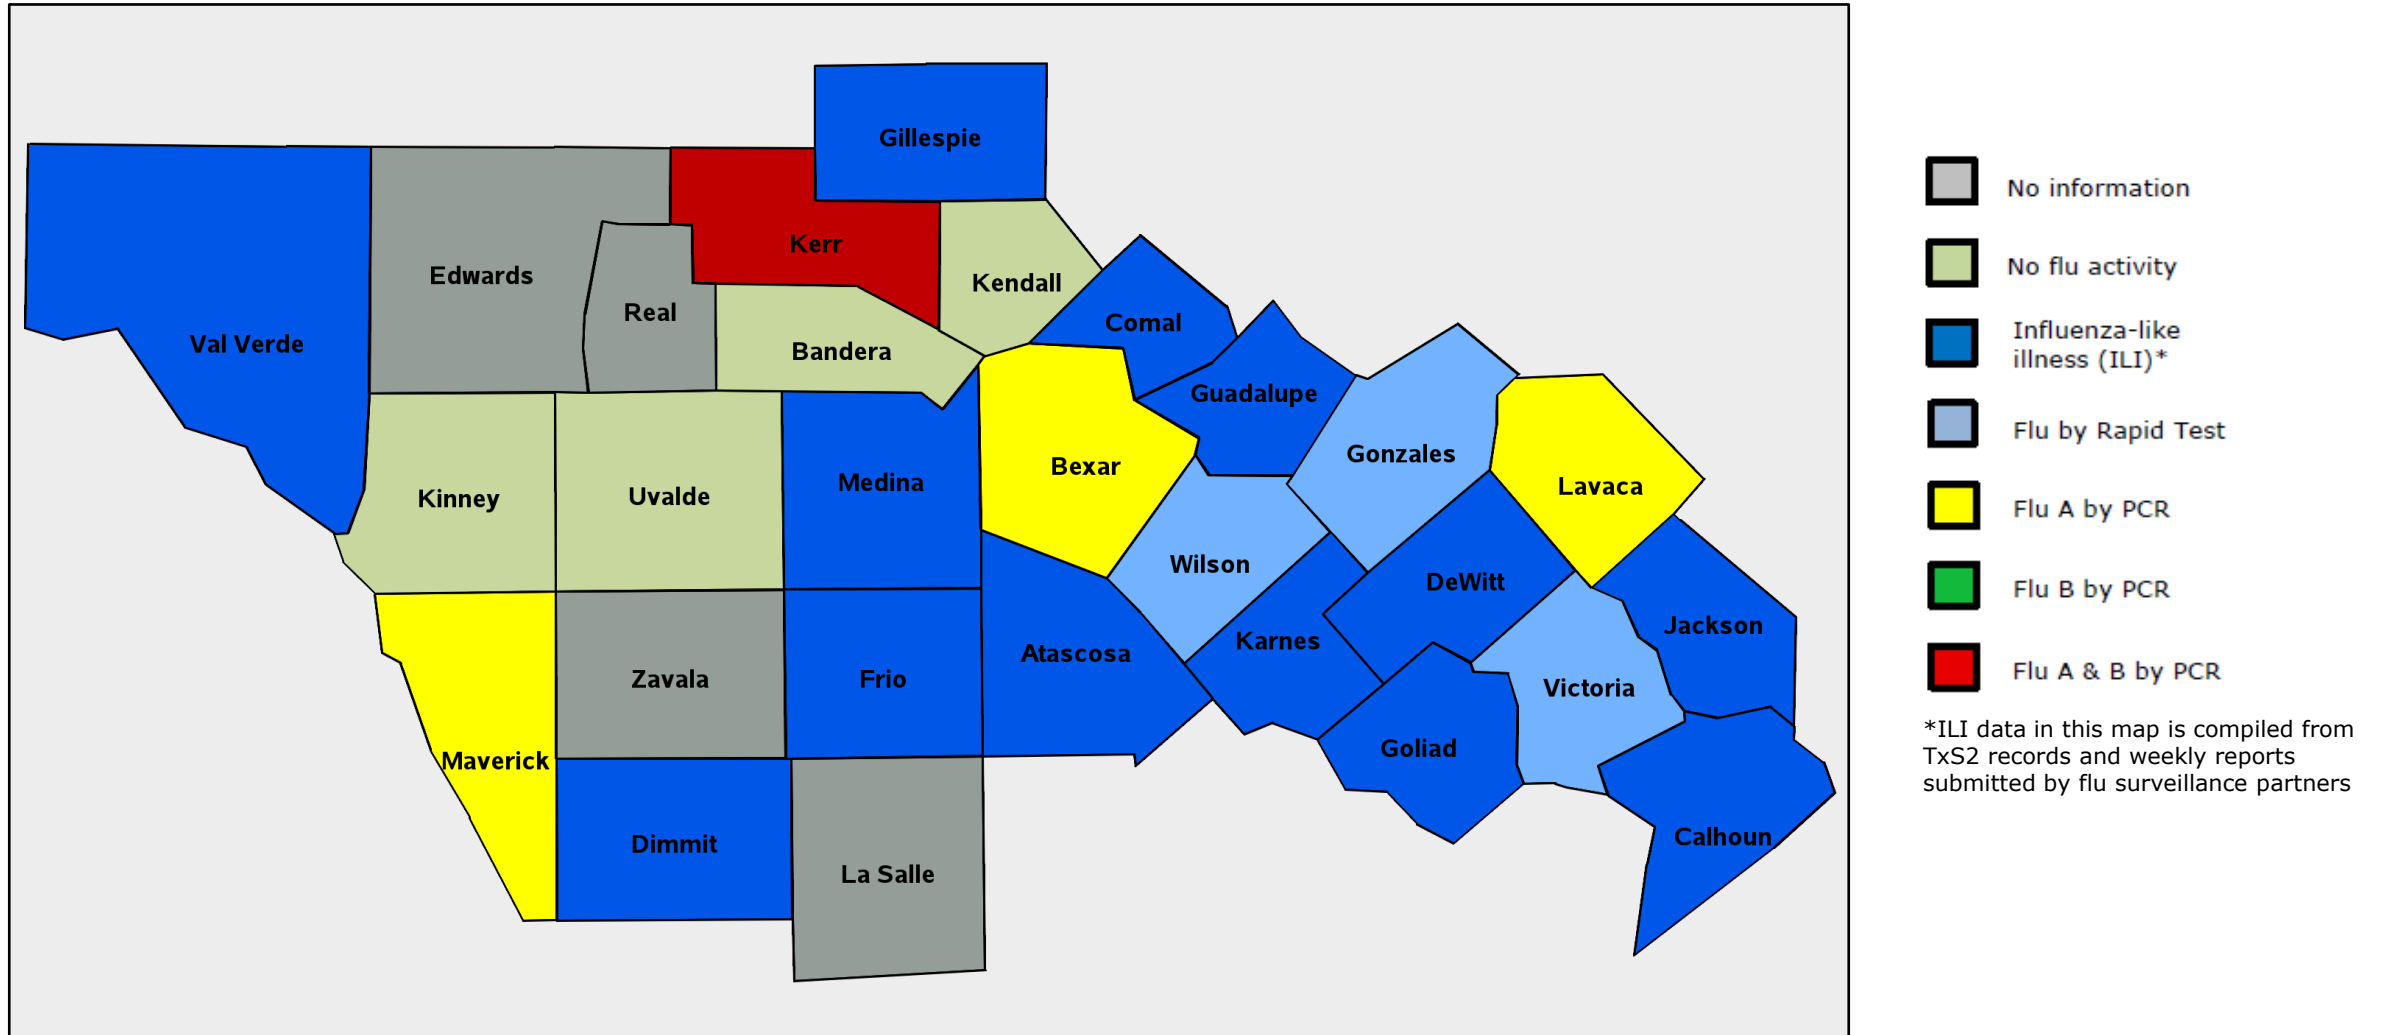 Gillespie
Kerr
Edwards
Kendall
Real
Comal
Val Verde
Bandera
Guadalupe
Gonzales
Bexar
Medina
Lavaca
Uvalde
Kinney
Wilson
DeWitt
Jackson
Karnes
Atascosa
Zavala
Frio
Victoria
Goliad
Maverick
Calhoun
Dimmit
La Salle
No information
No flu activity
Influenza-like
illness (ILI)*
Flu by Rapid Test
Flu A by PCR
Flu B by PCR
Flu A & B by PCR
*ILI data in this map is compiled from
TxS2 records and weekly reports
submitted by flu surveillance partners